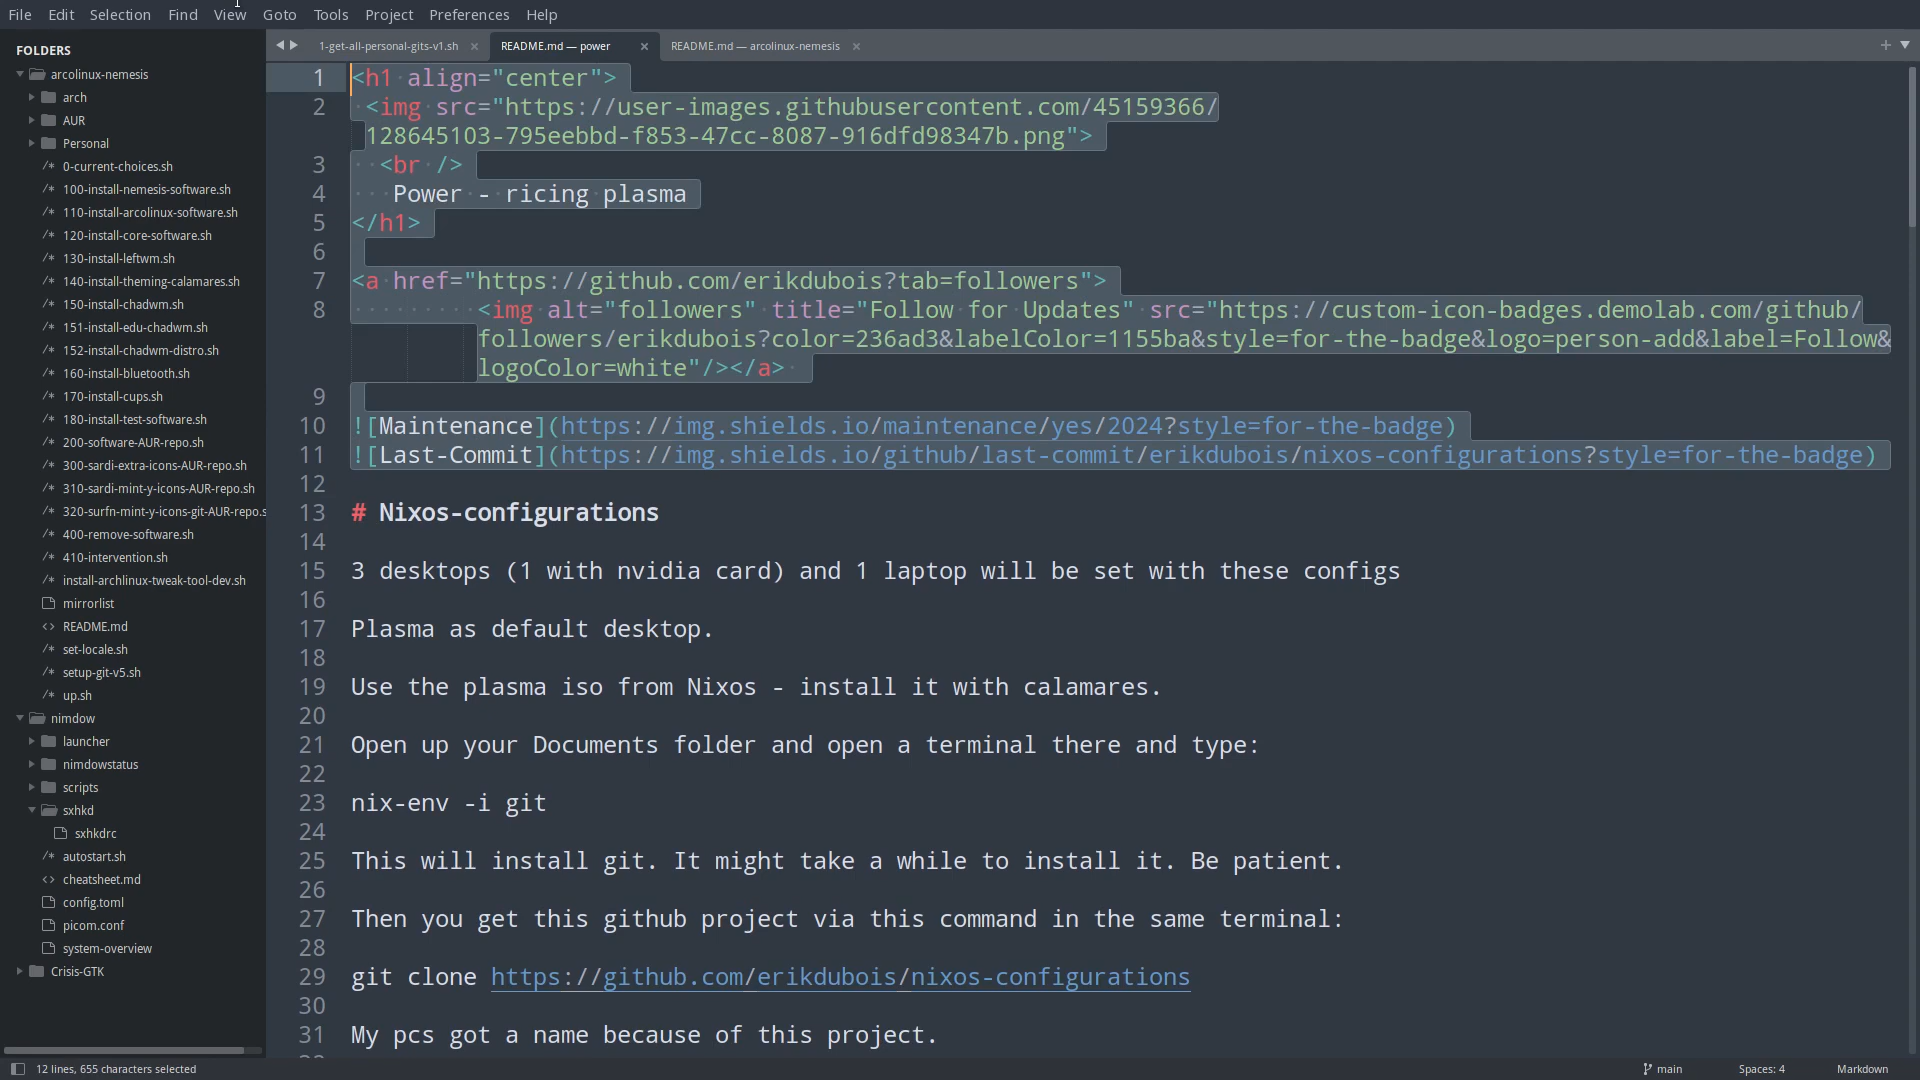 File Edit Selection Find View Goto Tools Project Preferences Help
FOLDERS
arcolinux-nemesis
arch
AUR
Personal
0-current-choices.sh
100-install-nemesis-software.sh
110-install-arcolinux-software.sh
120-install-core-software.sh
130-install-leftwm.sh
140-install-theming-calamares.sh
150-install-chadwm.sh
151-install-edu-chadwm.sh
152-install-chadwm-distro.sh
160-install-bluetooth.sh
170-install-cups.sh
180-install-test-software.sh
200-software-AUR-repo.sh
300-sardi-extra-icons-AUR-repo.sh
310-sardi-mint-y-icons-AUR-repo.sh
320-surfn-mint-y-icons-git-AUR-repo.s
400-remove-software.sh
410-intervention.sh
install-archlinux-tweak-tool-dev.sh
mirrorlist
README.md
set-locale.sh
setup-git-v5.sh
up.sh
nimdow
launcher
nimdowstatus
scripts
sxhkd
sxhkdrc
autostart.sh
cheatsheet.md
config.toml
picom.conf
system-overview
Crisis-GTK
1-get-all-personal-gits-v1.sh × README.md — power × README.md — arcolinux-nemesis ×
1 <h1 align="center">
2 <img src="https://user-images.githubusercontent.com/45159366/
128645103-795eebbd-f853-47cc-8087-916dfd98347b.png">
3 <br />
4 Power - ricing plasma
5 </h1>
6
7 <a href="https://github.com/erikdubois?tab=followers">
8 <img alt="followers" title="Follow for Updates" src="https://custom-icon-badges.demolab.com/github/
followers/erikdubois?color=236ad3&labelColor=1155ba&style=for-the-badge&logo=person-add&label=Follow&
logoColor=white"/></a>
9
10 ![Maintenance](https://img.shields.io/maintenance/yes/2024?style=for-the-badge)
11 ![Last-Commit](https://img.shields.io/github/last-commit/erikdubois/nixos-configurations?style=for-the-badge)
12
13 # Nixos-configurations
14
15 3 desktops (1 with nvidia card) and 1 laptop will be set with these configs
16
17 Plasma as default desktop.
18
19 Use the plasma iso from Nixos - install it with calamares.
20
21 Open up your Documents folder and open a terminal there and type:
22
23 nix-env -i git
24
25 This will install git. It might take a while to install it. Be patient.
26
27 Then you get this github project via this command in the same terminal:
28
29 git clone https://github.com/erikdubois/nixos-configurations
30
31 My pcs got a name because of this project.
12 lines, 655 characters selected
main Spaces: 4 Markdown